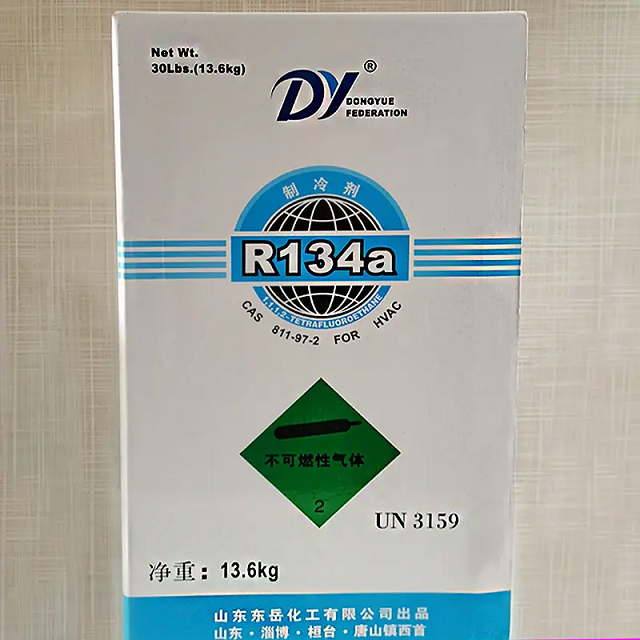 Net Wt.
30Lbs.(13.6kg)
DY®
DONGYUE
FEDERATION
制冷剂
R134a
1,1,1,2-TETRAFLUOROETHANE
CAS 811-97-2 FOR HVAC
不可燃性气体
2
UN 3159
净重：13.6kg
山东东岳化工有限公司出品
山东·淄博·桓台·唐山镇西首